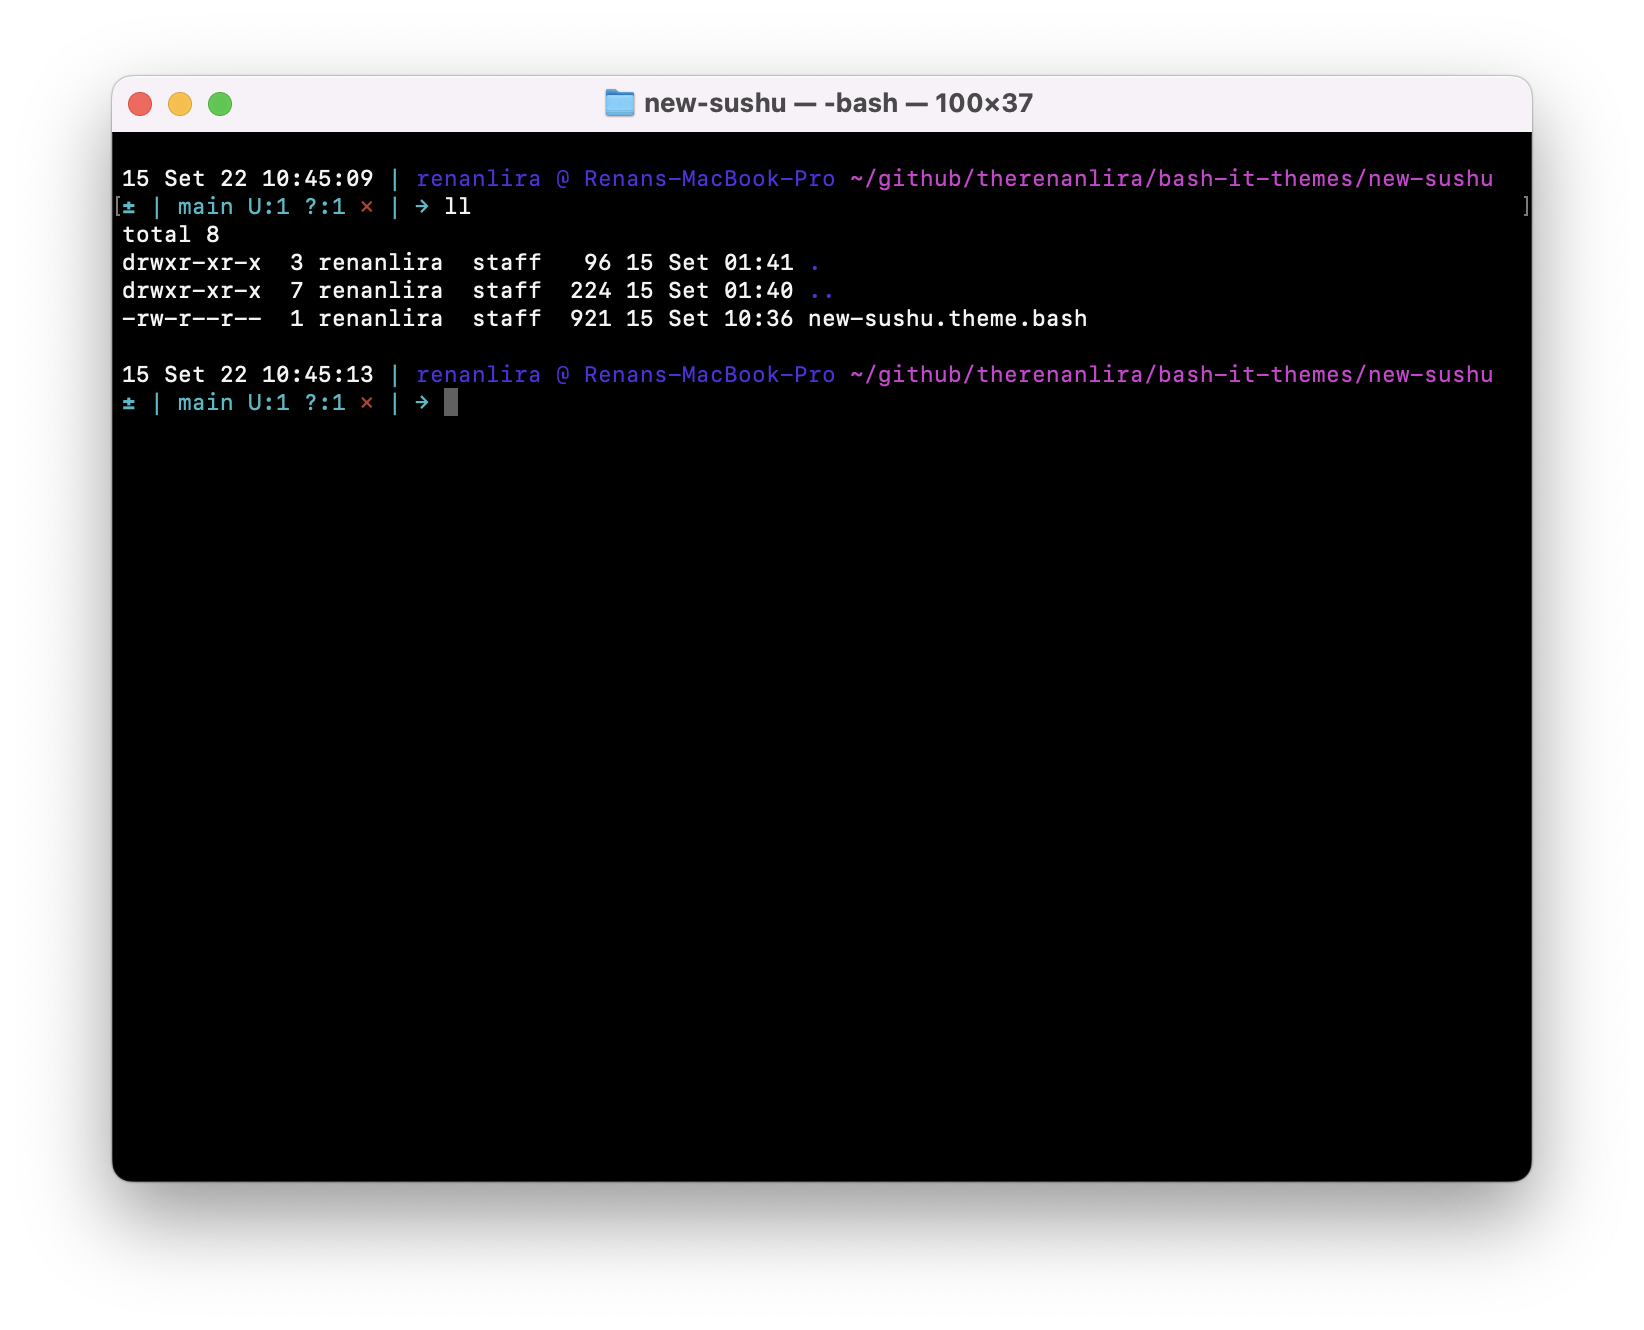 new-sushu — -bash — 100×37
15 Set 22 10:45:09 | renanlira @ Renans-MacBook-Pro ~/github/therenanlira/bash-it-themes/new-sushu
[± | main U:1 ?:1 × | → ll ]
total 8
drwxr-xr-x  3 renanlira  staff   96 15 Set 01:41 .
drwxr-xr-x  7 renanlira  staff  224 15 Set 01:40 ..
-rw-r--r--  1 renanlira  staff  921 15 Set 10:36 new-sushu.theme.bash
15 Set 22 10:45:13 | renanlira @ Renans-MacBook-Pro ~/github/therenanlira/bash-it-themes/new-sushu
± | main U:1 ?:1 × | →